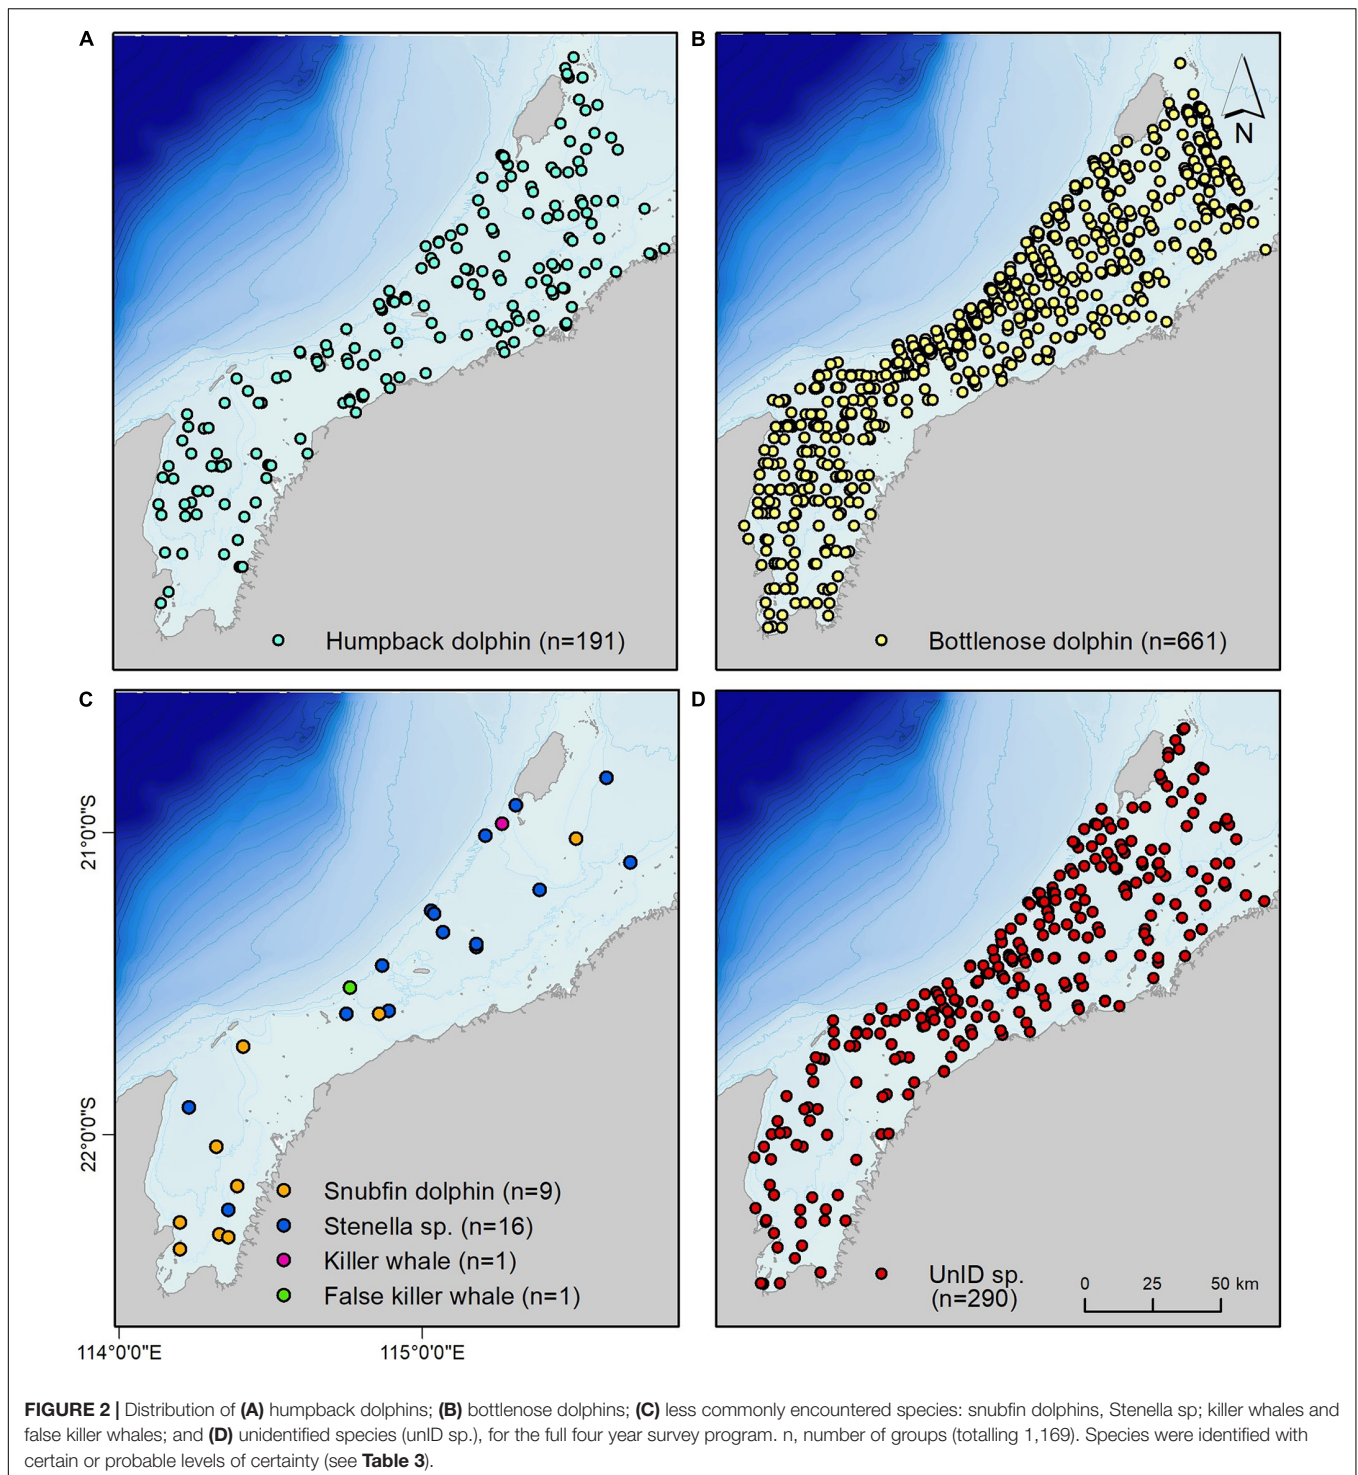 A
Humpback dolphin (n=191)
B
N
Bottlenose dolphin (n=661)
C
21°0'0"S
22°0'0"S
Snubfin dolphin (n=9)
Stenella sp. (n=16)
Killer whale (n=1)
False killer whale (n=1)
114°0'0"E
115°0'0"E
D
UnID sp.
(n=290)
0 25 50 km
FIGURE 2 | Distribution of (A) humpback dolphins; (B) bottlenose dolphins; (C) less commonly encountered species: snubfin dolphins, Stenella sp; killer whales and
false killer whales; and (D) unidentified species (unID sp.), for the full four year survey program. n, number of groups (totalling 1,169). Species were identified with
certain or probable levels of certainty (see Table 3).